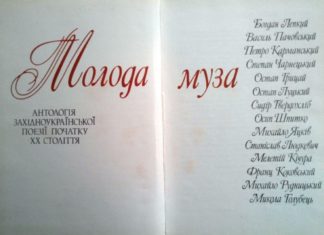 Молода муза
АНТОЛОГІЯ
ЗАХІДНОУКРАЇНСЬКОЇ
ПОЕЗІЇ ПОЧАТКУ
XX СТОЛІТТЯ
Богдан Лепкий
Василь Пачовський
Петро Карманський
Степан Чарнецький
Остап Грицай
Остап Луцький
Сидір Твердохліб
Осип Шпитко
Михайло Яцків
Станіслав Людкевич
Мелетій Кічура
Франц Коковський
Михайло Рудницький
Микола Голубець